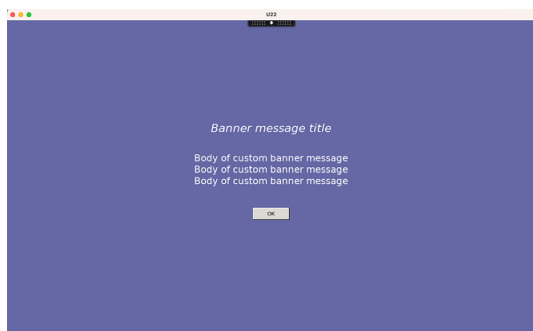 U22
Banner message title
Body of custom banner message
Body of custom banner message
Body of custom banner message
OK